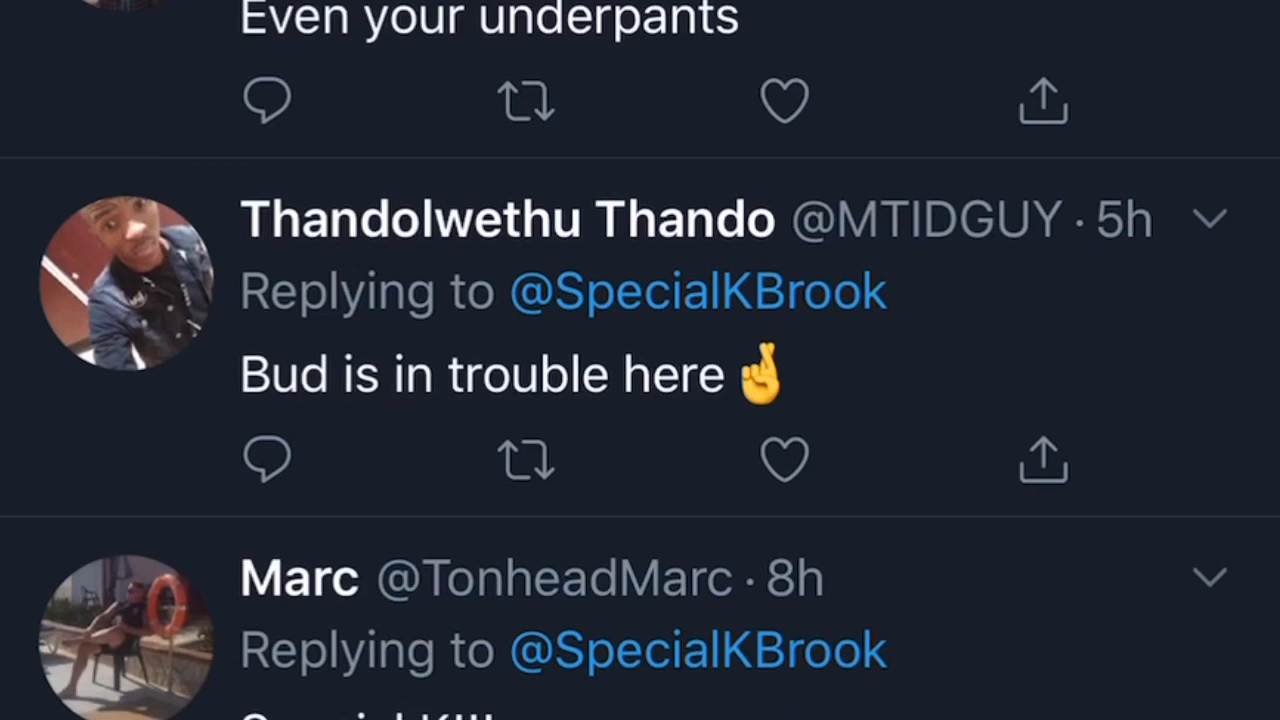 Even your underpants
Thandolwethu Thando @MTIDGUY · 5h
Replying to @SpecialKBrook
Bud is in trouble here 🤞
Marc @TonheadMarc · 8h
Replying to @SpecialKBrook